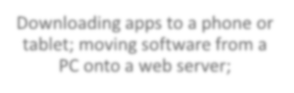 Downloading apps to a phone or
tablet; moving software from a
PC onto a web server;